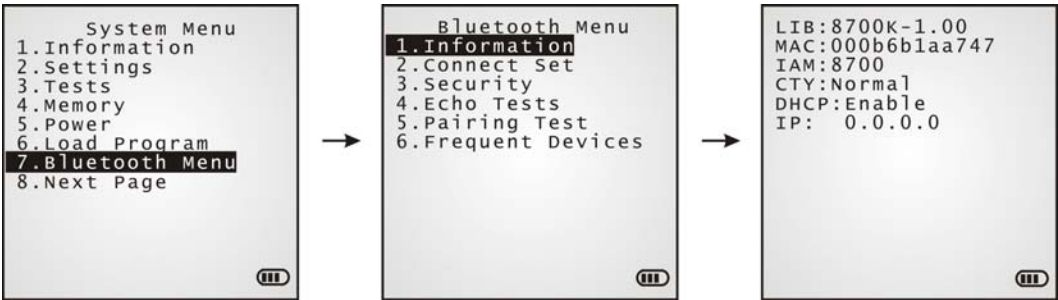 System Menu
1.Information
2.Settings
3.Tests
4.Memory
5.Power
6.Load Program
7.Bluetooth Menu
8.Next Page
Bluetooth Menu
1.Information
2.Connect Set
3.Security
4.Echo Tests
5.Pairing Test
6.Frequent Devices
LIB:8700K-1.00
MAC:000b6b1aa747
IAM:8700
CTY:Normal
DHCP:Enable
IP: 0.0.0.0